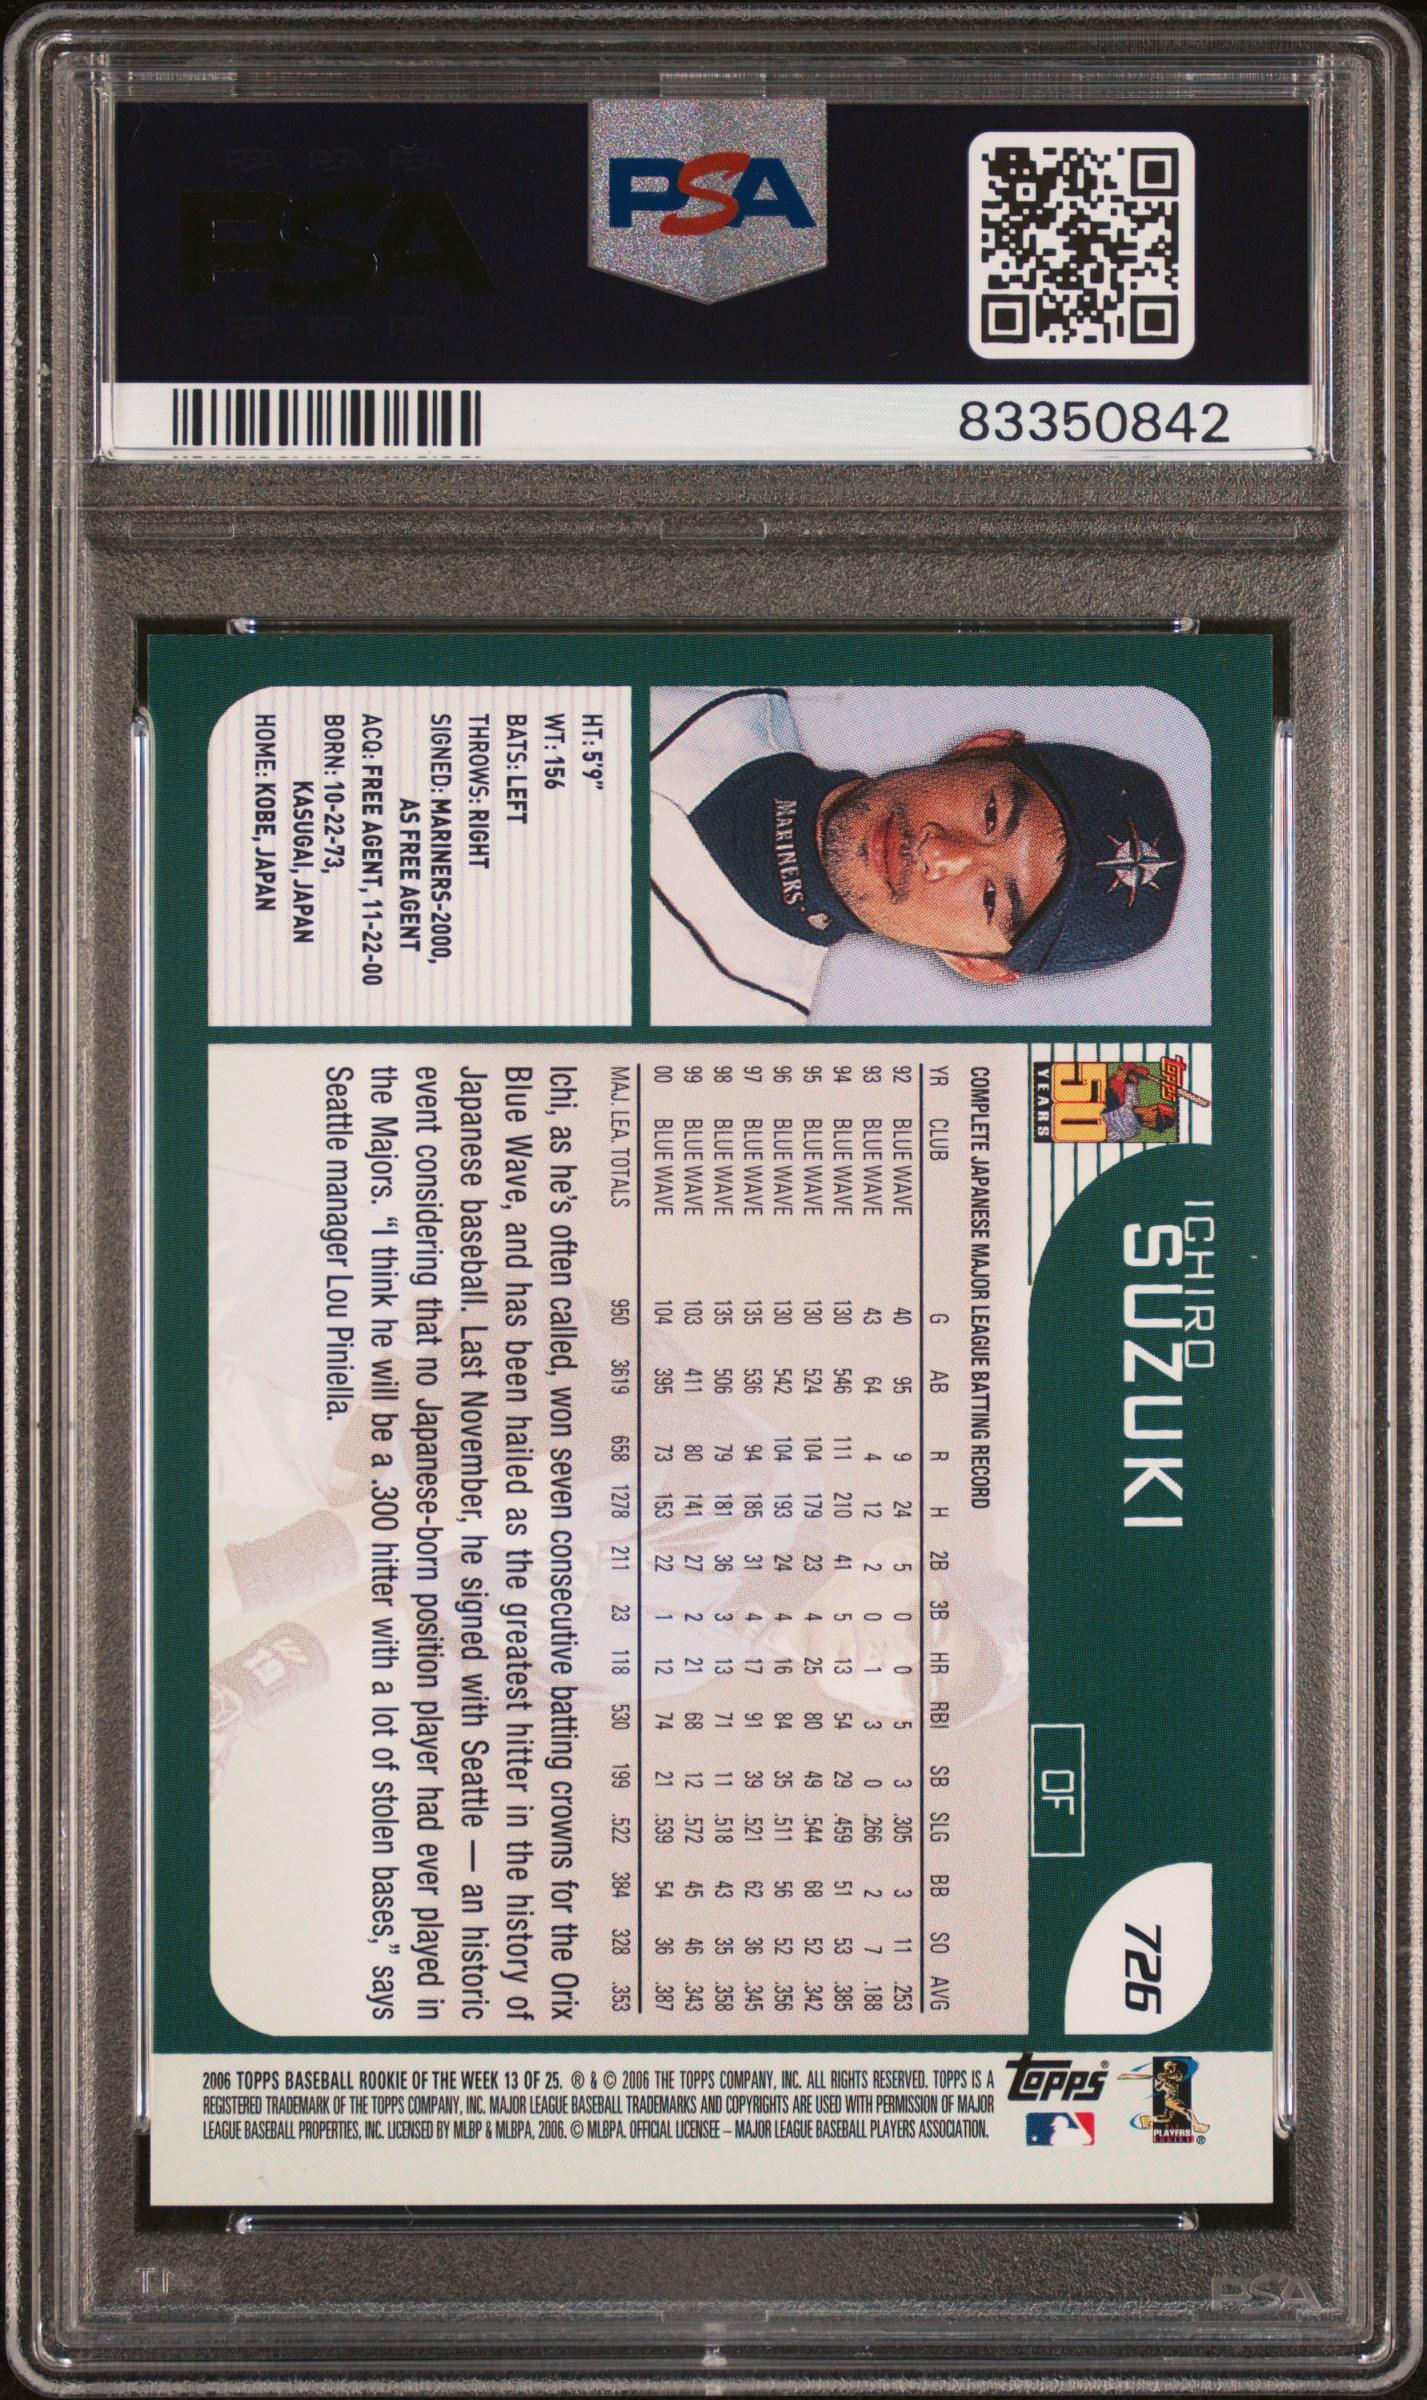 PSA PSA PSA
PSA
PSA PSA PSA
PSA
83350842
ICHIRO
SUZUKI
OF
726
topps
50
YEARS
MARINERS
HT: 5'9"
WT: 156
BATS: LEFT
THROWS: RIGHT
SIGNED: MARINERS-2000,
AS FREE AGENT
ACQ: FREE AGENT, 11-22-00
BORN: 10-22-73,
KASUGAI, JAPAN
HOME: KOBE, JAPAN
COMPLETE JAPANESE MAJOR LEAGUE BATTING RECORD
YR CLUB G AB R H 2B 3B HR RBI SB SLG BB SO AVG
92 BLUE WAVE 40 95 9 24 5 0 0 5 3 .305 3 11 .253
93 BLUE WAVE 43 64 4 12 2 0 1 3 0 .266 2 7 .188
94 BLUE WAVE 130 546 111 210 41 5 13 54 29 .459 51 53 .385
95 BLUE WAVE 130 524 104 179 23 4 25 80 49 .544 68 52 .342
96 BLUE WAVE 130 542 104 193 24 4 16 84 35 .511 56 52 .356
97 BLUE WAVE 135 536 94 185 31 4 17 91 39 .521 62 36 .345
98 BLUE WAVE 135 506 79 181 36 3 13 71 11 .518 43 35 .358
99 BLUE WAVE 103 411 80 141 27 2 21 68 12 .572 45 46 .343
00 BLUE WAVE 104 395 73 153 22 1 12 74 21 .539 54 36 .387
MAJ. LEA. TOTALS 950 3619 658 1278 211 23 118 530 199 .522 384 328 .353
Ichi, as he's often called, won seven consecutive batting crowns for the Orix
Blue Wave, and has been hailed as the greatest hitter in the history of
Japanese baseball. Last November, he signed with Seattle — an historic
event considering that no Japanese-born position player had ever played in
the Majors. “I think he will be a .300 hitter with a lot of stolen bases,” says
Seattle manager Lou Piniella.
PLAYERS CHOICE ®
topps ®
2006 TOPPS BASEBALL ROOKIE OF THE WEEK 13 OF 25. ® & © 2006 THE TOPPS COMPANY, INC. ALL RIGHTS RESERVED. TOPPS IS A
REGISTERED TRADEMARK OF THE TOPPS COMPANY, INC. MAJOR LEAGUE BASEBALL TRADEMARKS AND COPYRIGHTS ARE USED WITH PERMISSION OF MAJOR
LEAGUE BASEBALL PROPERTIES, INC. LICENSED BY MLBP & MLBPA, 2006. © MLBPA. OFFICIAL LICENSEE – MAJOR LEAGUE BASEBALL PLAYERS ASSOCIATION.
PSA